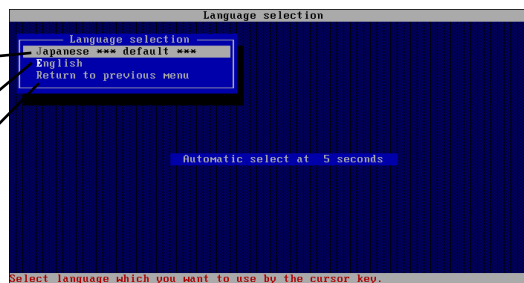 Language selection
Language selection
Japanese *** default ***
English
Return to previous menu
Automatic select at 5 seconds
Select language which you want to use by the cursor key.